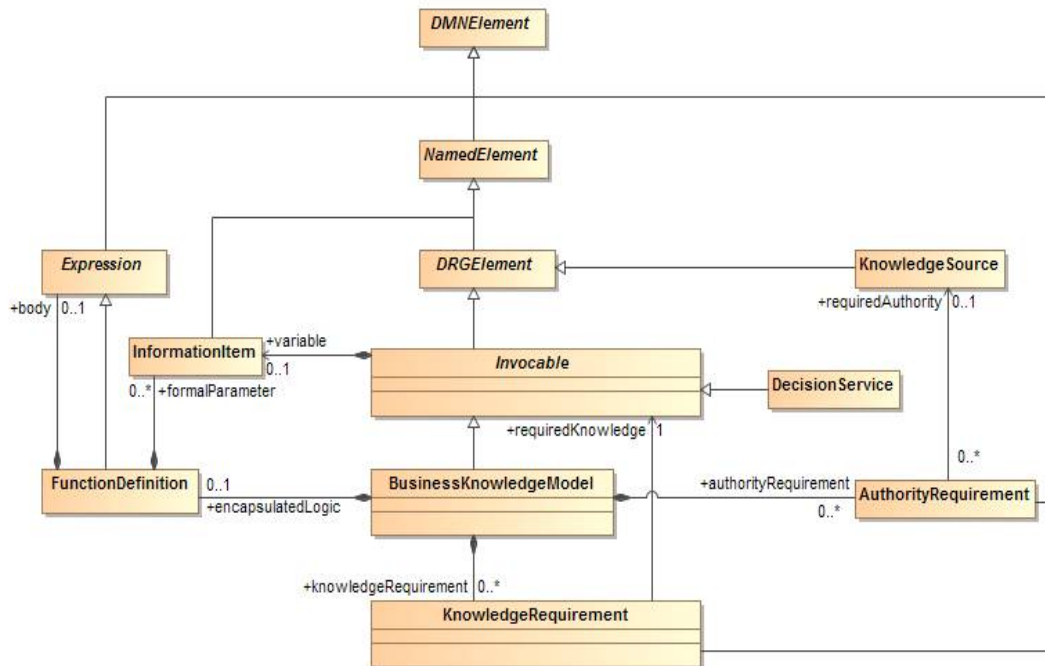 DMNElement
NamedElement
Expression
DRGElement
KnowledgeSource
+body 0..1
+requiredAuthority 0..1
InformationItem
+variable
0..1
Invocable
DecisionService
0..* +formalParameter
+requiredKnowledge 1
FunctionDefinition
0..1
+encapsulatedLogic
BusinessKnowledgeModel
+authorityRequirement
0..*
0..*
AuthorityRequirement
+knowledgeRequirement 0..*
KnowledgeRequirement